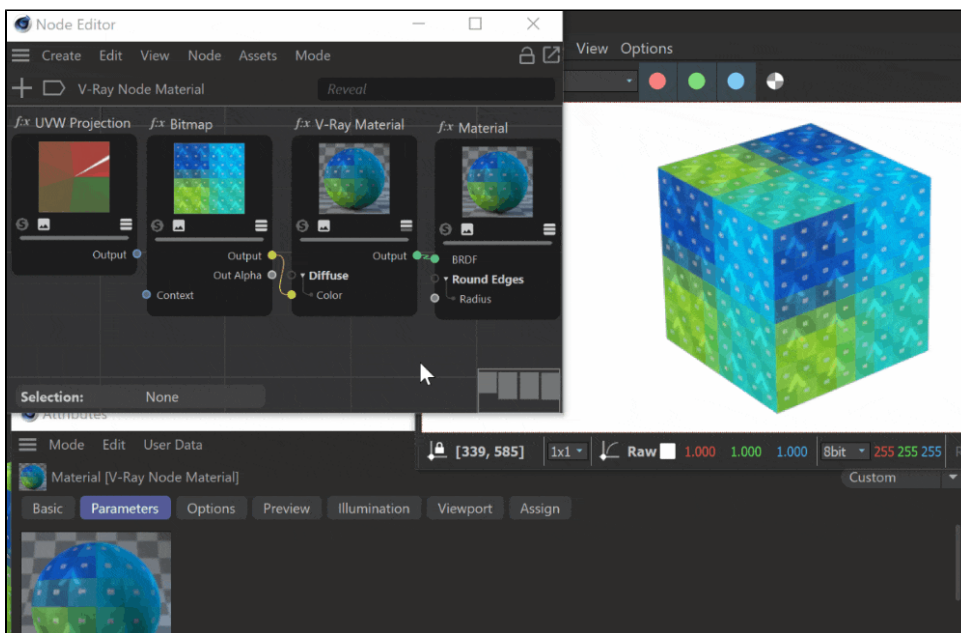 Node Editor
Create Edit View Node Assets Mode
View Options
V-Ray Node Material
Reveal
f:x UVW Projection
f:x Bitmap
f:x V-Ray Material
f:x Material
Output
Output
Out Alpha
Context
Output
Diffuse
Color
BRDF
Round Edges
Radius
Selection: None
Attributes
Mode Edit User Data
[339, 585] 1x1 Raw 1.000 1.000 1.000 8bit 255 255 255
Material [V-Ray Node Material]
Custom
Basic Parameters Options Preview Illumination Viewport Assign